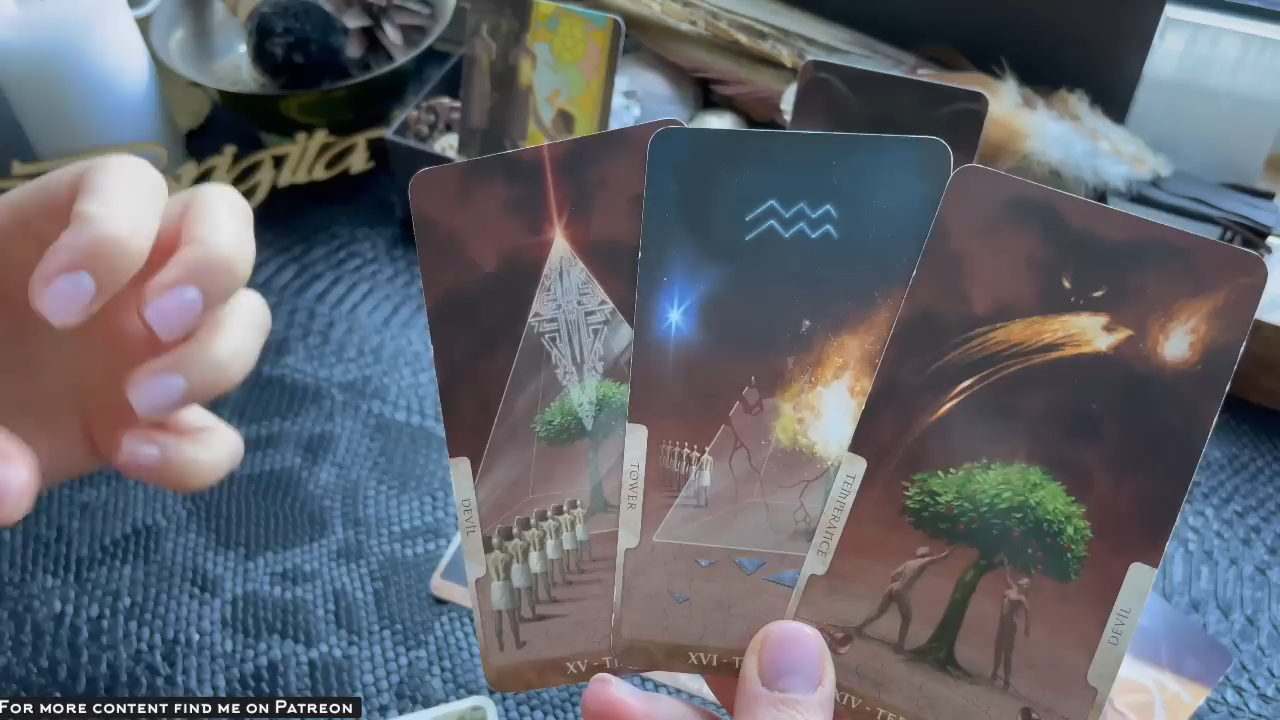 DEVIL
TOWER
TEMPERANCE
DEVIL
XV - T
XVI - T
XIV - TE
FOR MORE CONTENT FIND ME ON PATREON